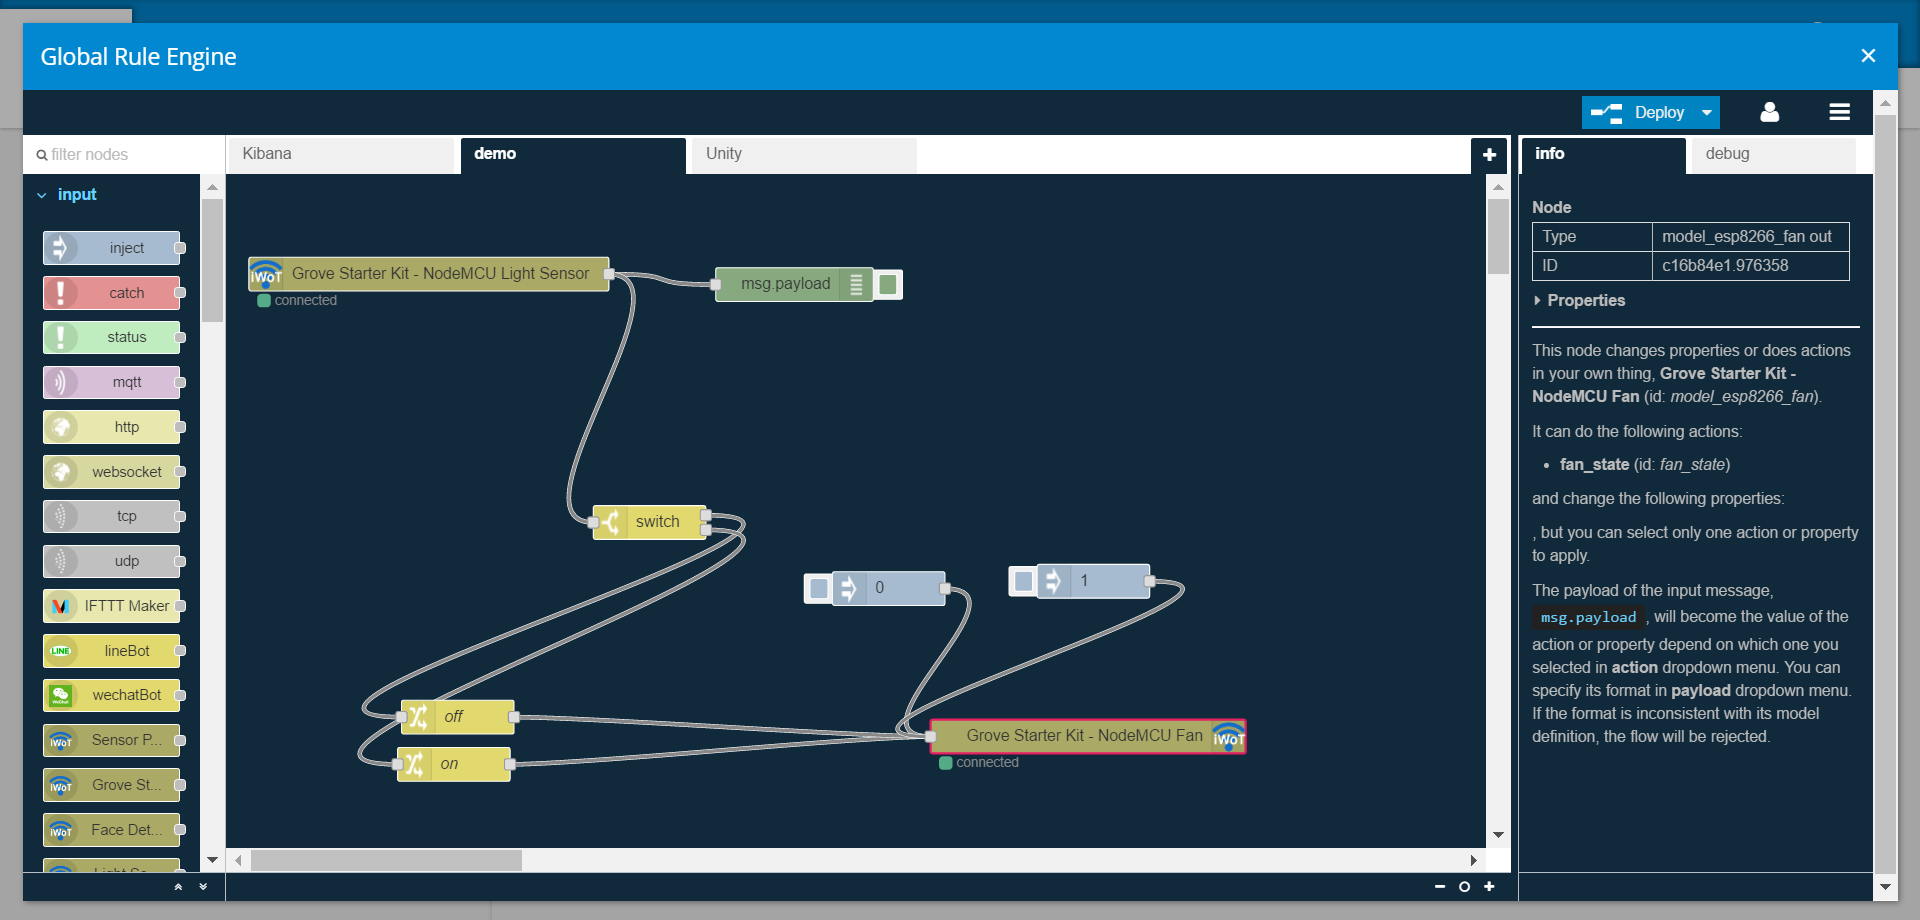 Global Rule Engine
Deploy
filter nodes
Kibana
demo
Unity
info
debug
input
inject
catch
status
mqtt
http
websocket
tcp
udp
IFTTT Maker
LINE
lineBot
WeChat
wechatBot
iWoT
Sensor P...
iWoT
Grove St...
iWoT
Face Det...
iWoT
Grove Starter Kit - NodeMCU Light Sensor
connected
msg.payload
switch
0
1
off
on
Grove Starter Kit - NodeMCU Fan
iWoT
connected
Node
Type
model_esp8266_fan out
ID
c16b84e1.976358
Properties
This node changes properties or does actions
in your own thing, Grove Starter Kit -
NodeMCU Fan (id: model_esp8266_fan).
It can do the following actions:
• fan_state (id: fan_state)
and change the following properties:
, but you can select only one action or property
to apply.
The payload of the input message,
msg.payload , will become the value of the
action or property depend on which one you
selected in action dropdown menu. You can
specify its format in payload dropdown menu.
If the format is inconsistent with its model
definition, the flow will be rejected.